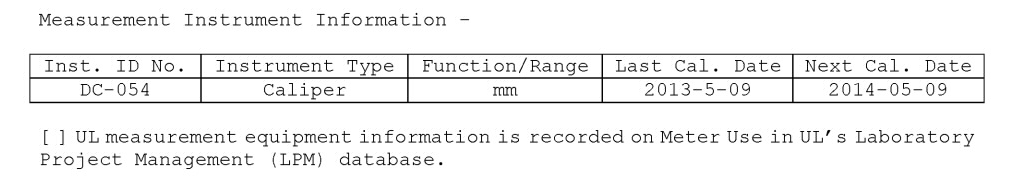 Measurement Instrument Information -
Inst. ID No. Instrument Type Function/Range Last Cal. Date Next Cal. Date
DC-054 Caliper mm 2013-5-09 2014-05-09
[ ] UL measurement equipment information is recorded on Meter Use in UL's Laboratory
Project Management (LPM) database.